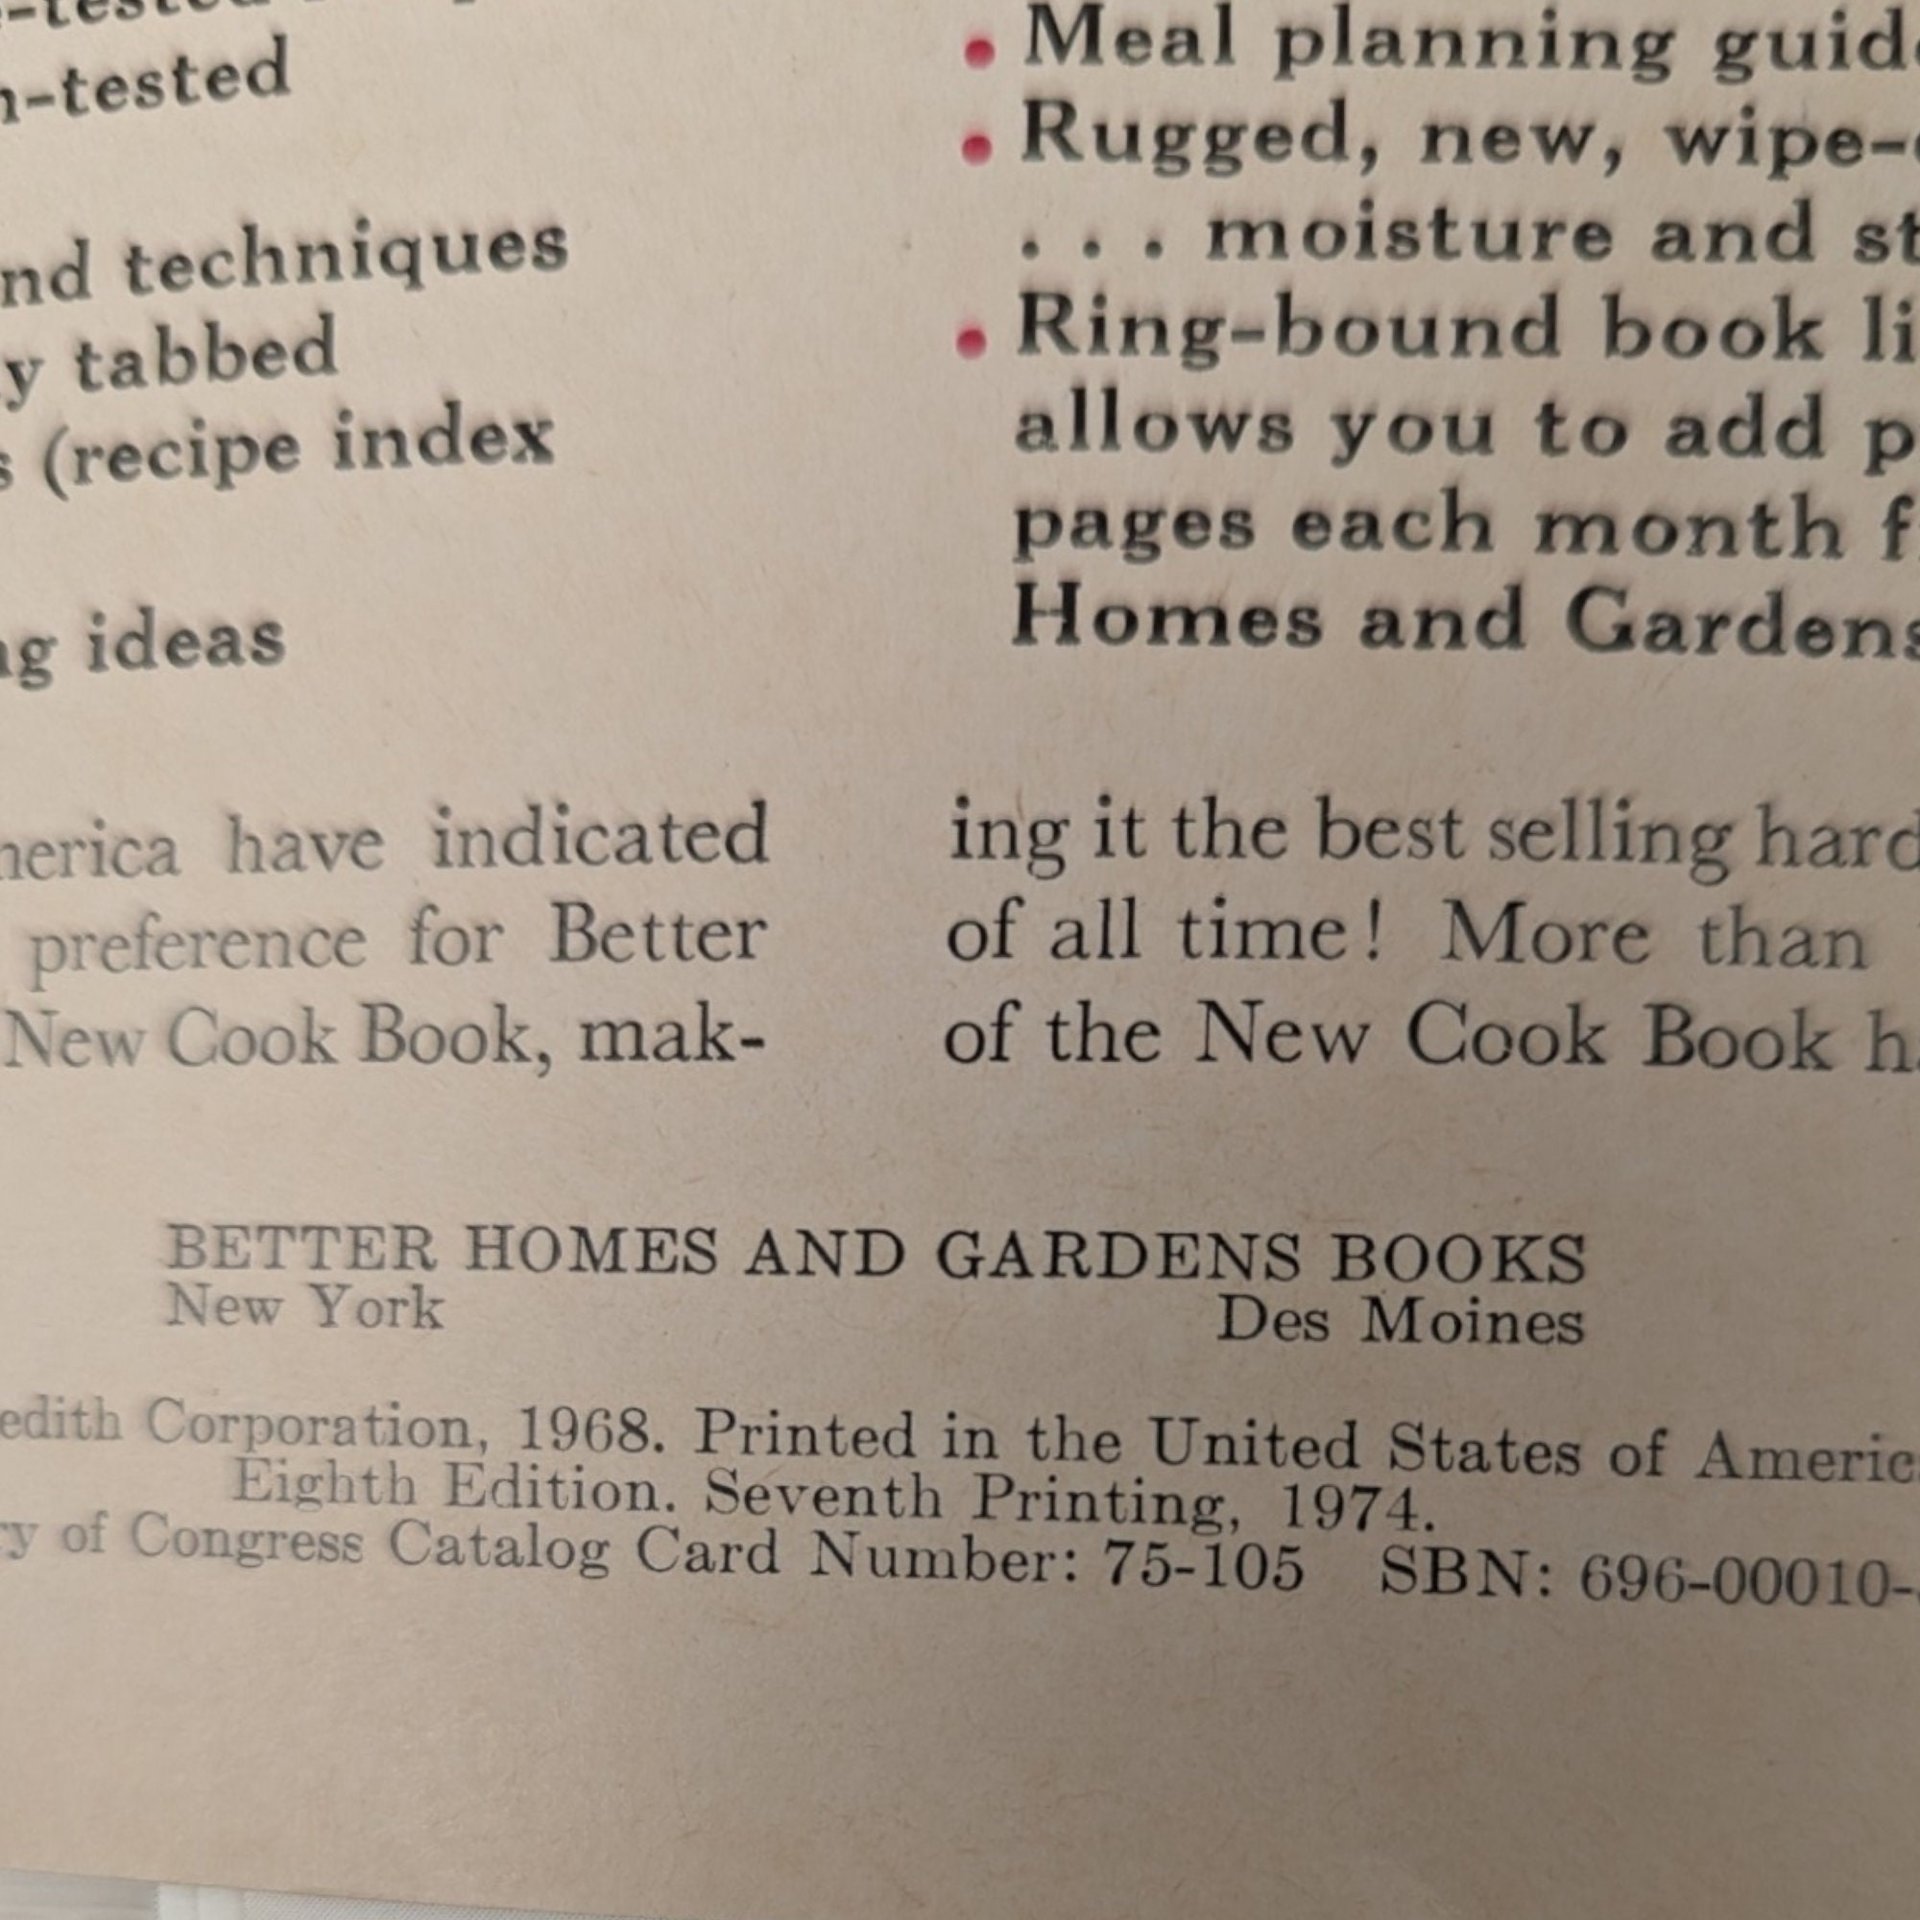 -tested
n-tested
nd techniques
y tabbed
s (recipe index
ng ideas
• Meal planning guid
• Rugged, new, wipe-
. . . moisture and st
• Ring-bound book li
allows you to add p
pages each month f
Homes and Gardens
merica have indicated
preference for Better
New Cook Book, mak-
ing it the best selling hard
of all time! More than
of the New Cook Book h
BETTER HOMES AND GARDENS BOOKS
New York Des Moines
edith Corporation, 1968. Printed in the United States of Americ
Eighth Edition. Seventh Printing, 1974.
ry of Congress Catalog Card Number: 75-105 SBN: 696-00010-